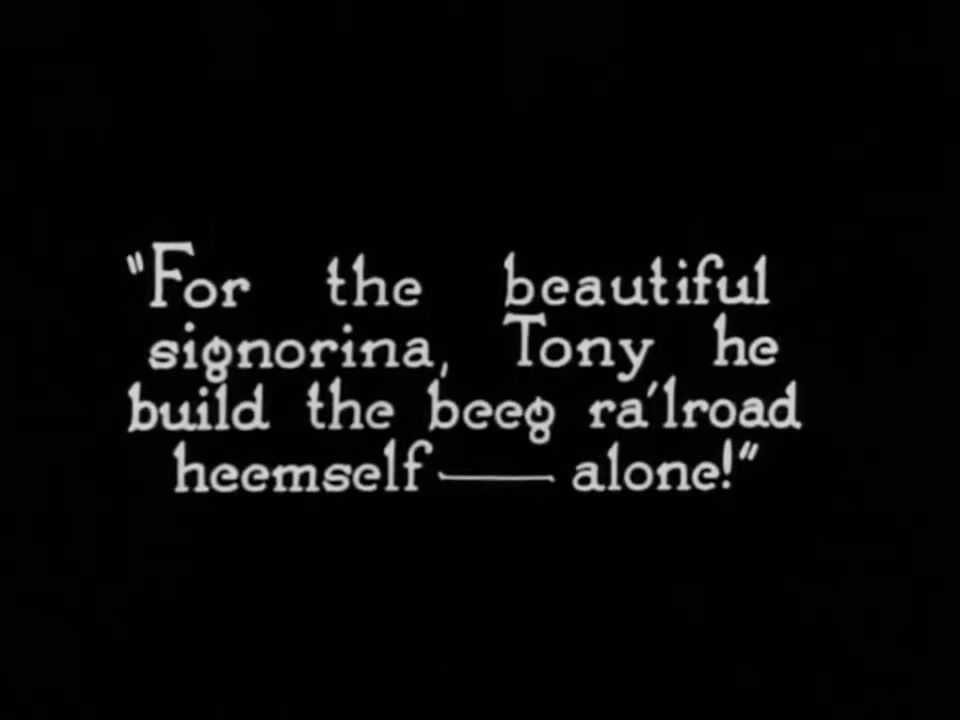 "For the beautiful
signorina, Tony he
build the beeg ra'lroad
heemself — alone!"